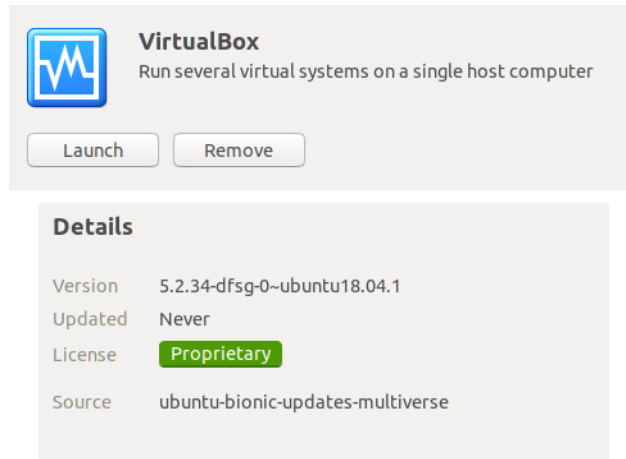 VirtualBox
Run several virtual systems on a single host computer
Launch Remove
Details
Version 5.2.34-dfsg-0~ubuntu18.04.1
Updated Never
License Proprietary
Source ubuntu-bionic-updates-multiverse